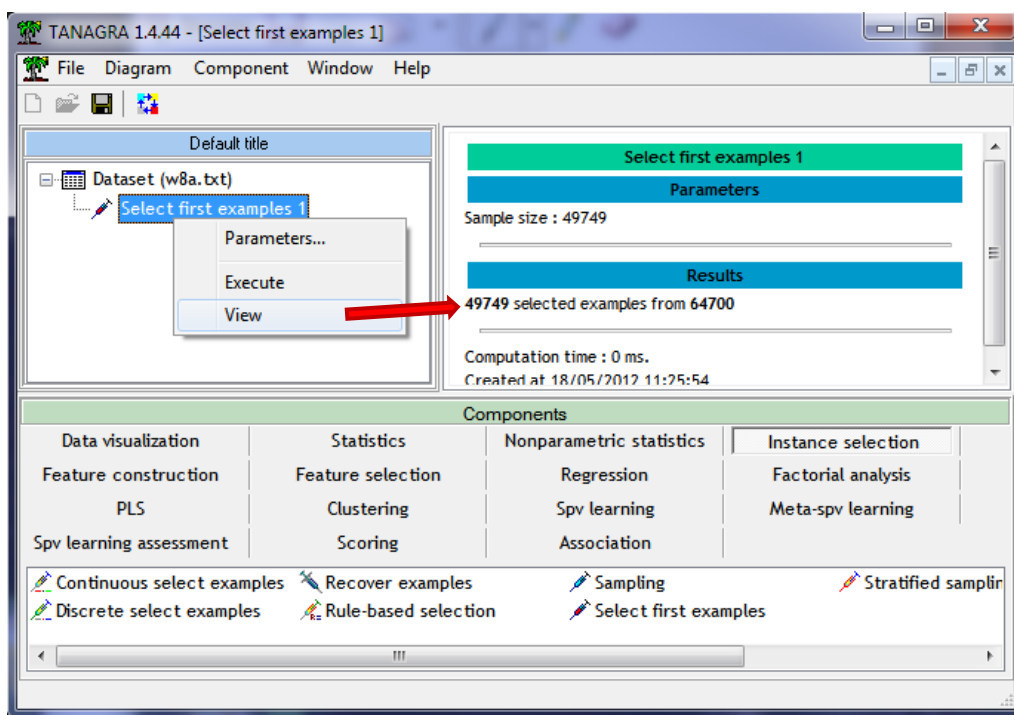 TANAGRA 1.4.44 - [Select first examples 1]
File Diagram Component Window Help
Default title
Dataset (w8a.txt)
Select first examples 1
Parameters...
Execute
View
Select first examples 1
Parameters
Sample size : 49749
Results
49749 selected examples from 64700
Computation time : 0 ms.
Created at 18/05/2012 11:25:54
Components
Data visualization Statistics Nonparametric statistics Instance selection
Feature construction Feature selection Regression Factorial analysis
PLS Clustering Spv learning Meta-spv learning
Spv learning assessment Scoring Association
Continuous select examples Recover examples Sampling Stratified samplin
Discrete select examples Rule-based selection Select first examples